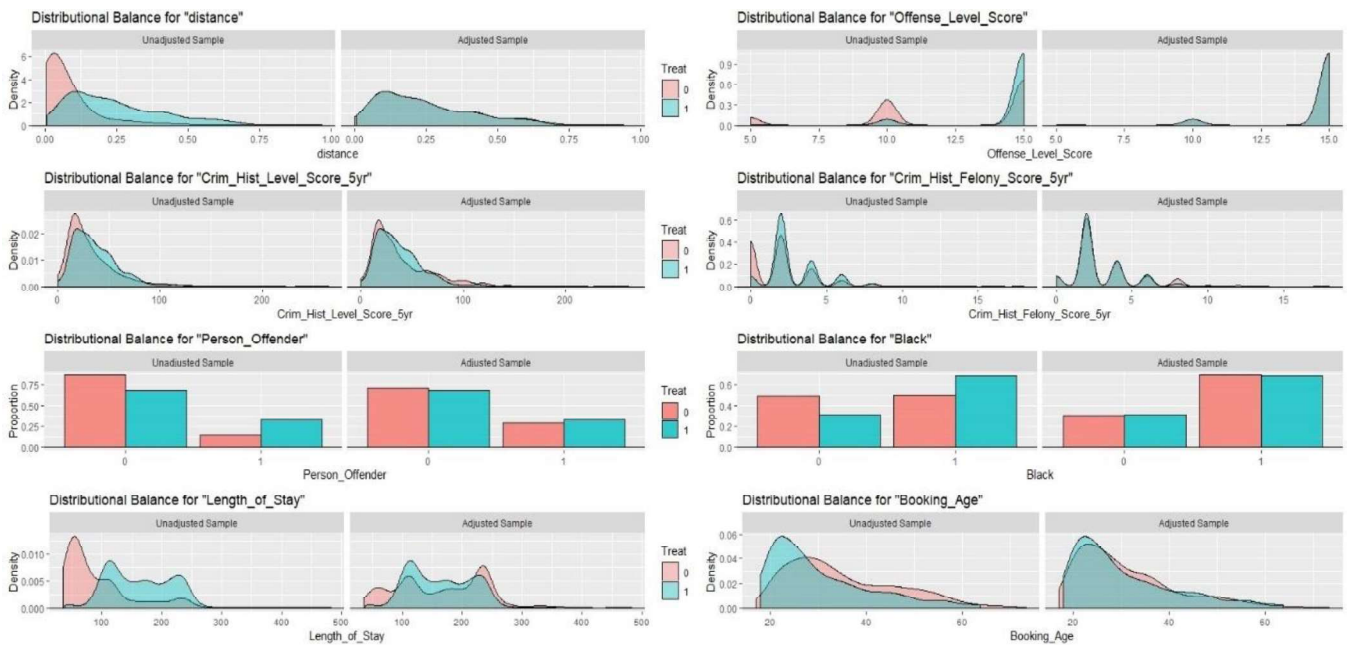 Distributional Balance for "distance"
Unadjusted Sample
Adjusted Sample
Density
6
4
2
0
0.00 0.25 0.50 0.75 1.00
0.00 0.25 0.50 0.75 1.00
distance
Treat
0
1
Distributional Balance for "Offense_Level_Score"
Unadjusted Sample
Adjusted Sample
Density
0.9
0.6
0.3
0.0
5.0 7.5 10.0 12.5 15.0
5.0 7.5 10.0 12.5 15.0
Offense_Level_Score
Distributional Balance for "Crim_Hist_Level_Score_5yr"
Unadjusted Sample
Adjusted Sample
Density
0.02
0.01
0.00
0 100 200
0 100 200
Crim_Hist_Level_Score_5yr
Treat
0
1
Distributional Balance for "Crim_Hist_Felony_Score_5yr"
Unadjusted Sample
Adjusted Sample
Density
0.6
0.4
0.2
0.0
0 5 10 15
0 5 10 15
Crim_Hist_Felony_Score_5yr
Distributional Balance for "Person_Offender"
Unadjusted Sample
Adjusted Sample
Proportion
0.75
0.50
0.25
0.00
0 1
0 1
Person_Offender
Treat
0
1
Distributional Balance for "Black"
Unadjusted Sample
Adjusted Sample
Proportion
0.6
0.4
0.2
0.0
0 1
0 1
Black
Distributional Balance for "Length_of_Stay"
Unadjusted Sample
Adjusted Sample
Density
0.010
0.005
0.000
100 200 300 400 500
100 200 300 400 500
Length_of_Stay
Treat
0
1
Distributional Balance for "Booking_Age"
Unadjusted Sample
Adjusted Sample
Density
0.06
0.04
0.02
0.00
20 40 60
20 40 60
Booking_Age